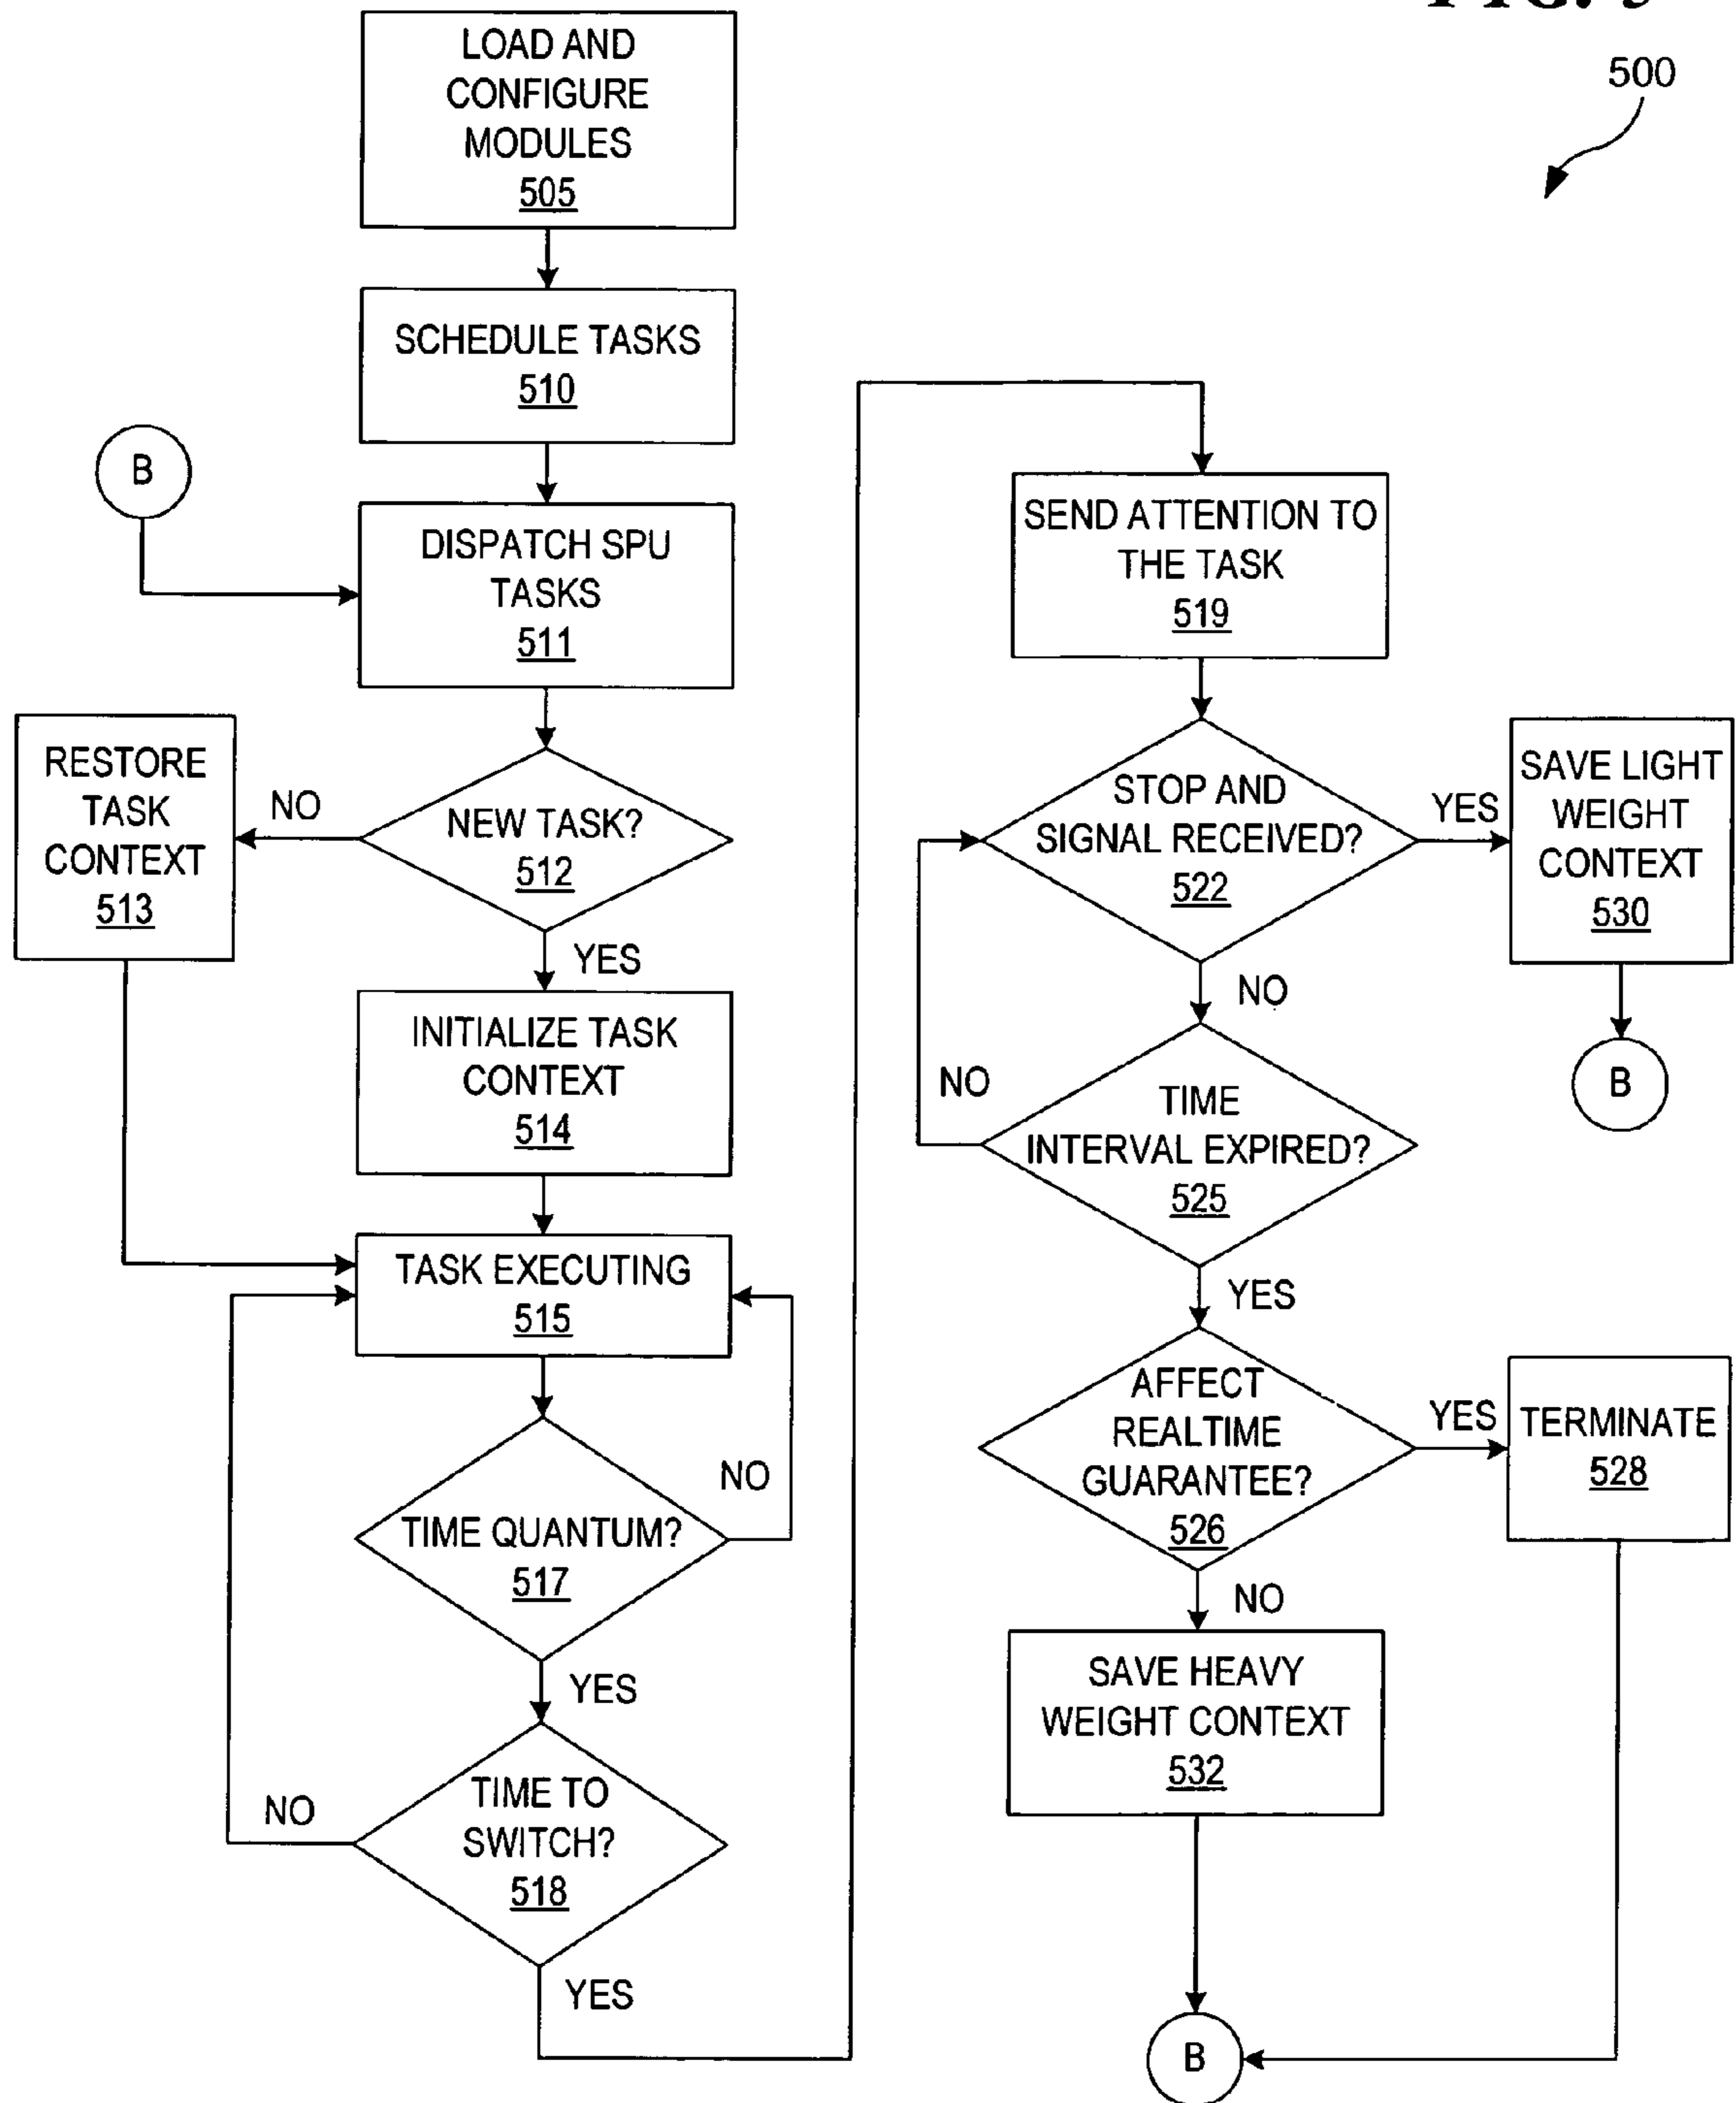 500
LOAD AND
CONFIGURE
MODULES
505
SCHEDULE TASKS
510
B
DISPATCH SPU
TASKS
511
NEW TASK?
512
NO
RESTORE
TASK
CONTEXT
513
YES
INITIALIZE TASK
CONTEXT
514
TASK EXECUTING
515
TIME QUANTUM?
517
NO
YES
TIME TO
SWITCH?
518
NO
YES
SEND ATTENTION TO
THE TASK
519
STOP AND
SIGNAL RECEIVED?
522
YES
SAVE LIGHT
WEIGHT
CONTEXT
530
B
NO
TIME
INTERVAL EXPIRED?
525
NO
YES
AFFECT
REALTIME
GUARANTEE?
526
YES
TERMINATE
528
NO
SAVE HEAVY
WEIGHT CONTEXT
532
B